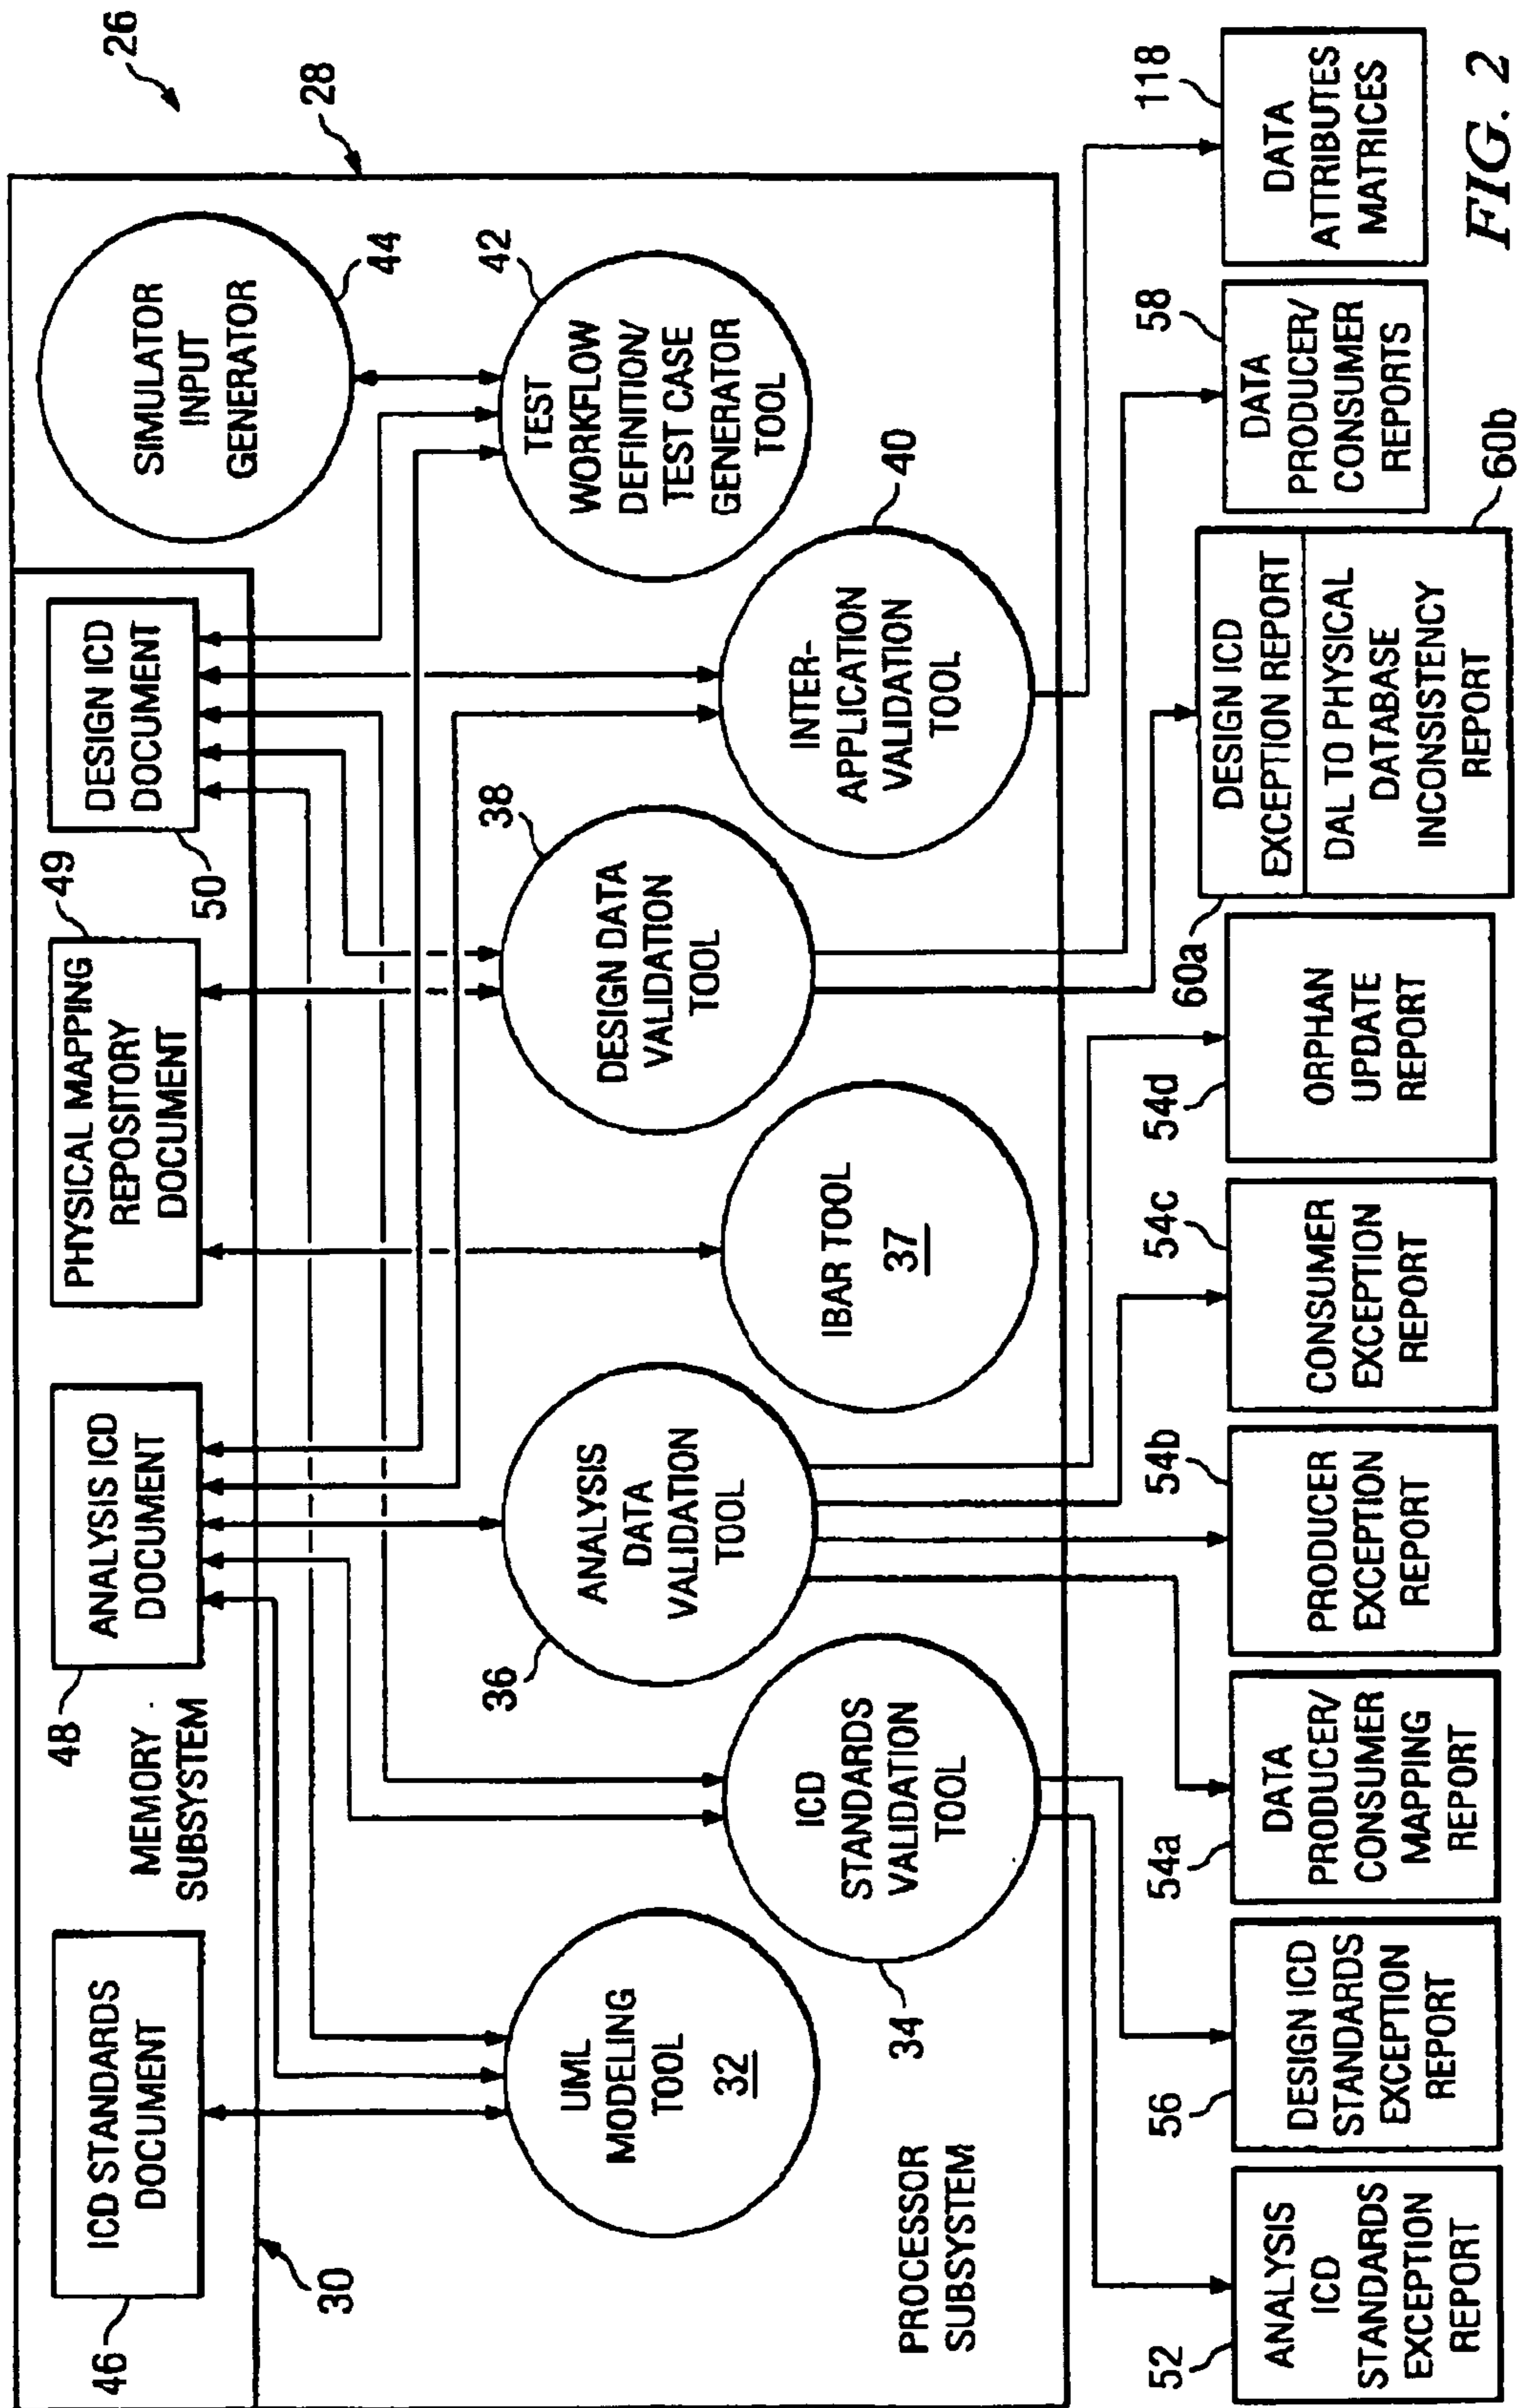 26
28
ICD STANDARDS
DOCUMENT
46
30
MEMORY
SUBSYSTEM
ANALYSIS ICD
DOCUMENT
48
PHYSICAL MAPPING
REPOSITORY
DOCUMENT
49
DESIGN ICD
DOCUMENT
50
SIMULATOR
INPUT
GENERATOR
44
UML
MODELING
TOOL
32
ANALYSIS
DATA
VALIDATION
TOOL
36
DESIGN DATA
VALIDATION
TOOL
38
TEST
WORKFLOW
DEFINITION/
TEST CASE
GENERATOR
TOOL
42
ICD
STANDARDS
VALIDATION
TOOL
34
IBAR TOOL
37
INTER-
APPLICATION
VALIDATION
TOOL
40
PROCESSOR
SUBSYSTEM
52
ANALYSIS
ICD
STANDARDS
EXCEPTION
REPORT
56
DESIGN ICD
STANDARDS
EXCEPTION
REPORT
54a
DATA
PRODUCER/
CONSUMER
MAPPING
REPORT
54b
PRODUCER
EXCEPTION
REPORT
54c
CONSUMER
EXCEPTION
REPORT
54d
ORPHAN
UPDATE
REPORT
60a
DESIGN ICD
EXCEPTION REPORT
DAL TO PHYSICAL
DATABASE
INCONSISTENCY
REPORT
60b
58
DATA
PRODUCER/
CONSUMER
REPORTS
118
DATA
ATTRIBUTES
MATRICES
FIG. 2